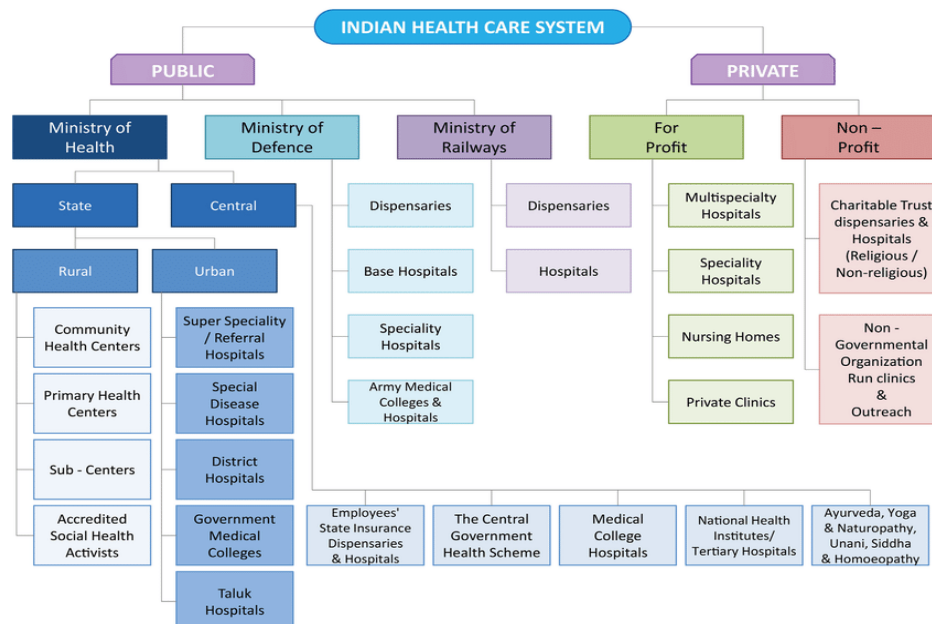 INDIAN HEALTH CARE SYSTEM
PUBLIC
PRIVATE
Ministry of
Health
Ministry of
Defence
Ministry of
Railways
For
Profit
Non –
Profit
State
Central
Rural
Urban
Community
Health Centers
Primary Health
Centers
Sub - Centers
Accredited
Social Health
Activists
Super Speciality
/ Referral
Hospitals
Special
Disease
Hospitals
District
Hospitals
Government
Medical
Colleges
Taluk
Hospitals
Dispensaries
Base Hospitals
Speciality
Hospitals
Army Medical
Colleges &
Hospitals
Dispensaries
Hospitals
Multispecialty
Hospitals
Speciality
Hospitals
Nursing Homes
Private Clinics
Charitable Trust
dispensaries &
Hospitals
(Religious /
Non-religious)
Non -
Governmental
Organization
Run clinics
&
Outreach
Employees'
State Insurance
Dispensaries
& Hospitals
The Central
Government
Health Scheme
Medical
College
Hospitals
National Health
Institutes/
Tertiary Hospitals
Ayurveda, Yoga
& Naturopathy,
Unani, Siddha
& Homoeopathy